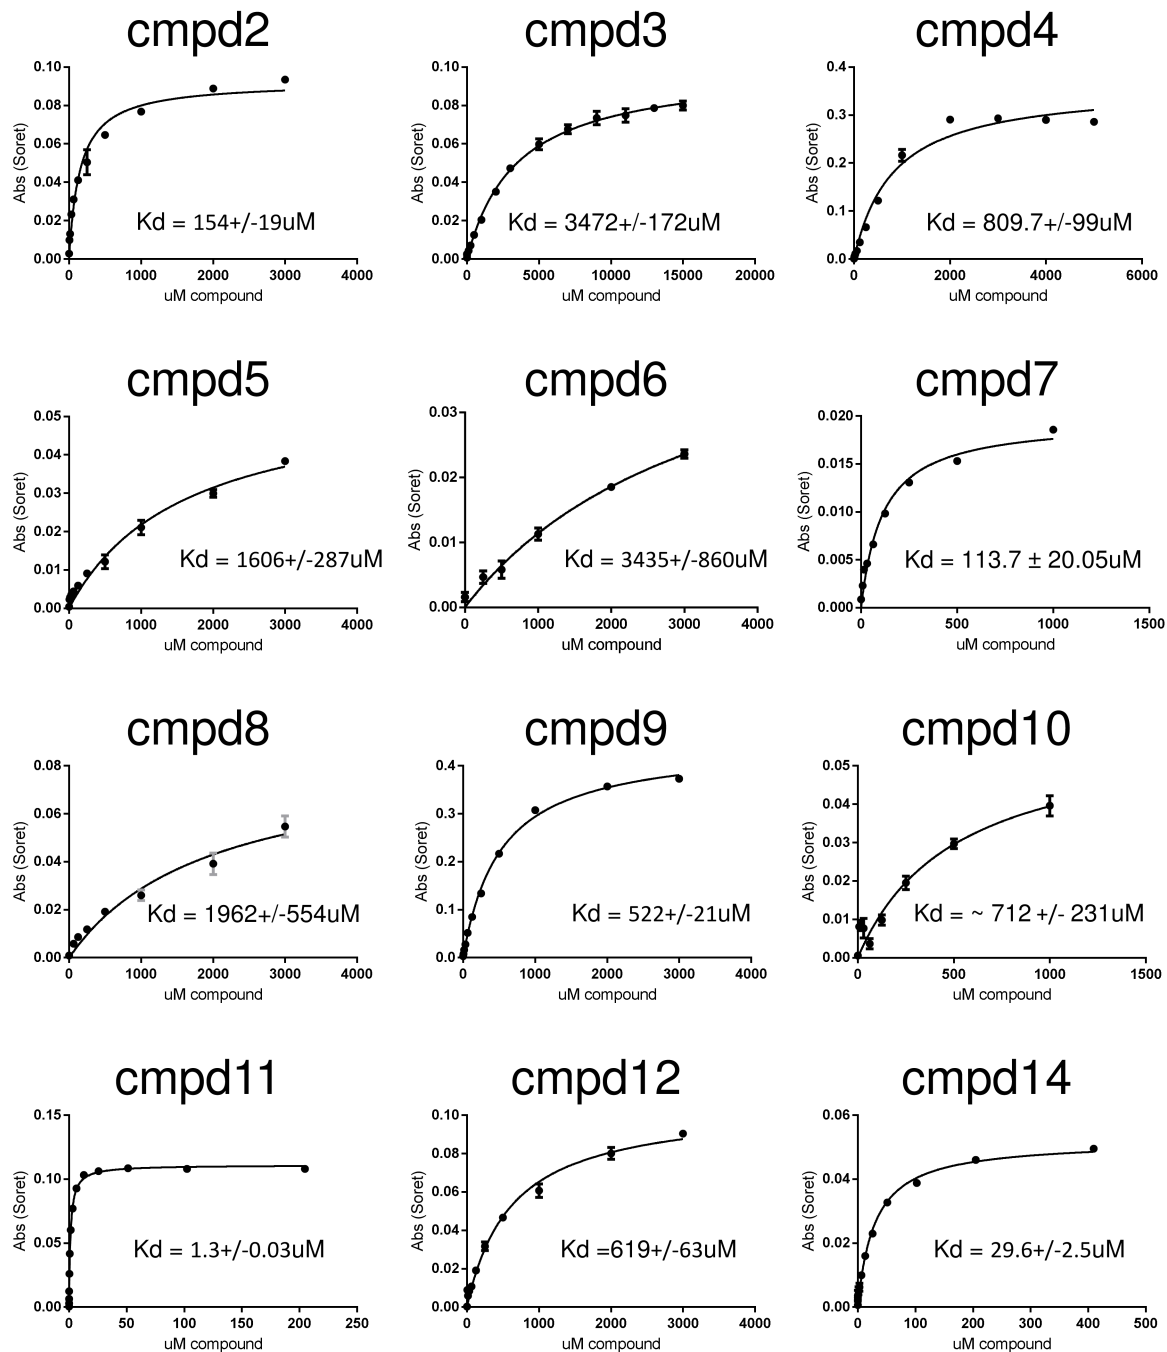 cmpd2
0.10
0.08
0.06
0.04
0.02
0.00
Abs (Soret)
Kd = 154+/-19uM
0 1000 2000 3000 4000
uM compound
cmpd3
0.10
0.08
0.06
0.04
0.02
0.00
Abs (Soret)
Kd = 3472+/-172uM
0 5000 10000 15000 20000
uM compound
cmpd4
0.4
0.3
0.2
0.1
0.0
Abs (Soret)
Kd = 809.7+/-99uM
0 2000 4000 6000
uM compound
cmpd5
0.05
0.04
0.03
0.02
0.01
0.00
Abs (Soret)
Kd = 1606+/-287uM
0 1000 2000 3000 4000
uM compound
cmpd6
0.03
0.02
0.01
0.00
Abs (Soret)
Kd = 3435+/-860uM
0 1000 2000 3000 4000
uM compound
cmpd7
0.020
0.015
0.010
0.005
0.000
Abs (Soret)
Kd = 113.7 ± 20.05uM
0 500 1000 1500
uM compound
cmpd8
0.08
0.06
0.04
0.02
0.00
Abs (Soret)
Kd = 1962+/-554uM
0 1000 2000 3000 4000
uM compound
cmpd9
0.4
0.3
0.2
0.1
0.0
Abs (Soret)
Kd = 522+/-21uM
0 1000 2000 3000 4000
uM compound
cmpd10
0.05
0.04
0.03
0.02
0.01
0.00
Abs (Soret)
Kd = ~ 712 +/- 231uM
0 500 1000 1500
uM compound
cmpd11
0.15
0.10
0.05
0.00
Abs (Soret)
Kd = 1.3+/-0.03uM
0 50 100 150 200 250
uM compound
cmpd12
0.10
0.08
0.06
0.04
0.02
0.00
Abs (Soret)
Kd =619+/-63uM
0 1000 2000 3000 4000
uM compound
cmpd14
0.06
0.04
0.02
0.00
Abs (Soret)
Kd = 29.6+/-2.5uM
0 100 200 300 400 500
uM compound